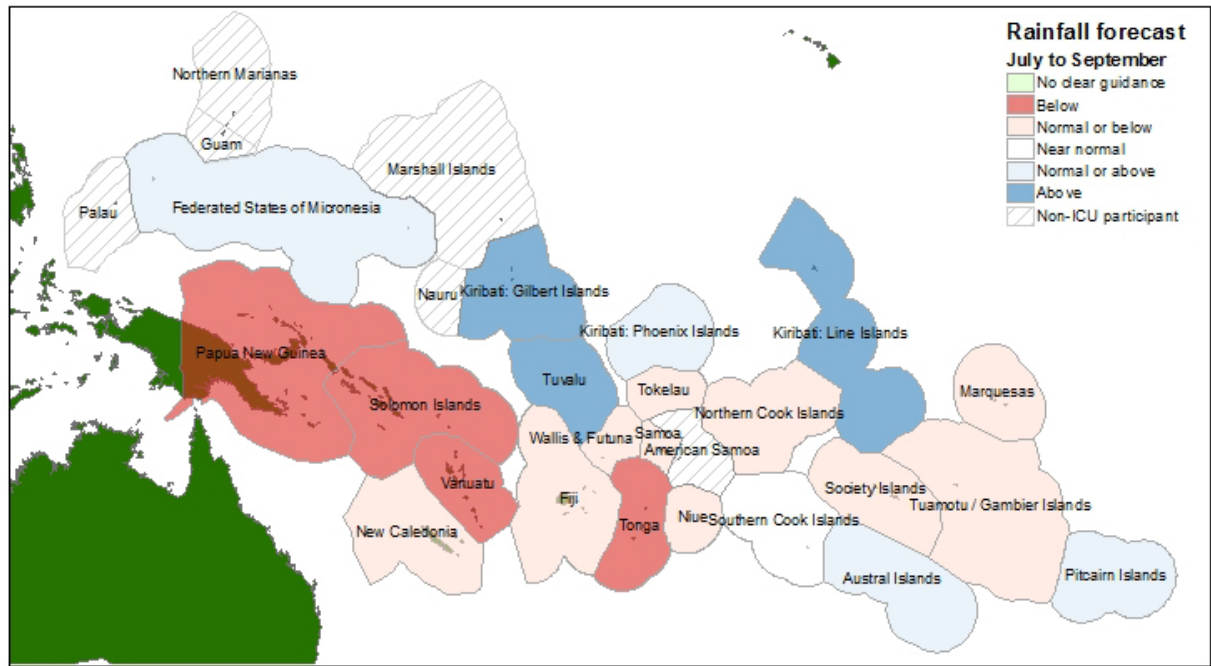 Rainfall forecast
July to September
No clear guidance
Below
Normal or below
Near normal
Normal or above
Above
Non-ICU participant
Northern Marianas
Guam
Marshall Islands
Palau
Federated States of Micronesia
Nauru
Kiribati: Gilbert Islands
Kiribati: Phoenix Islands
Kiribati: Line Islands
Papua New Guinea
Tuvalu
Tokelau
Marquesas
Solomon Islands
Northern Cook Islands
Wallis & Futuna
Samoa
American Samoa
Vanuatu
Fiji
Society Islands
Tuamotu / Gambier Islands
New Caledonia
Tonga
Niue
Southern Cook Islands
Austral Islands
Pitcairn Islands